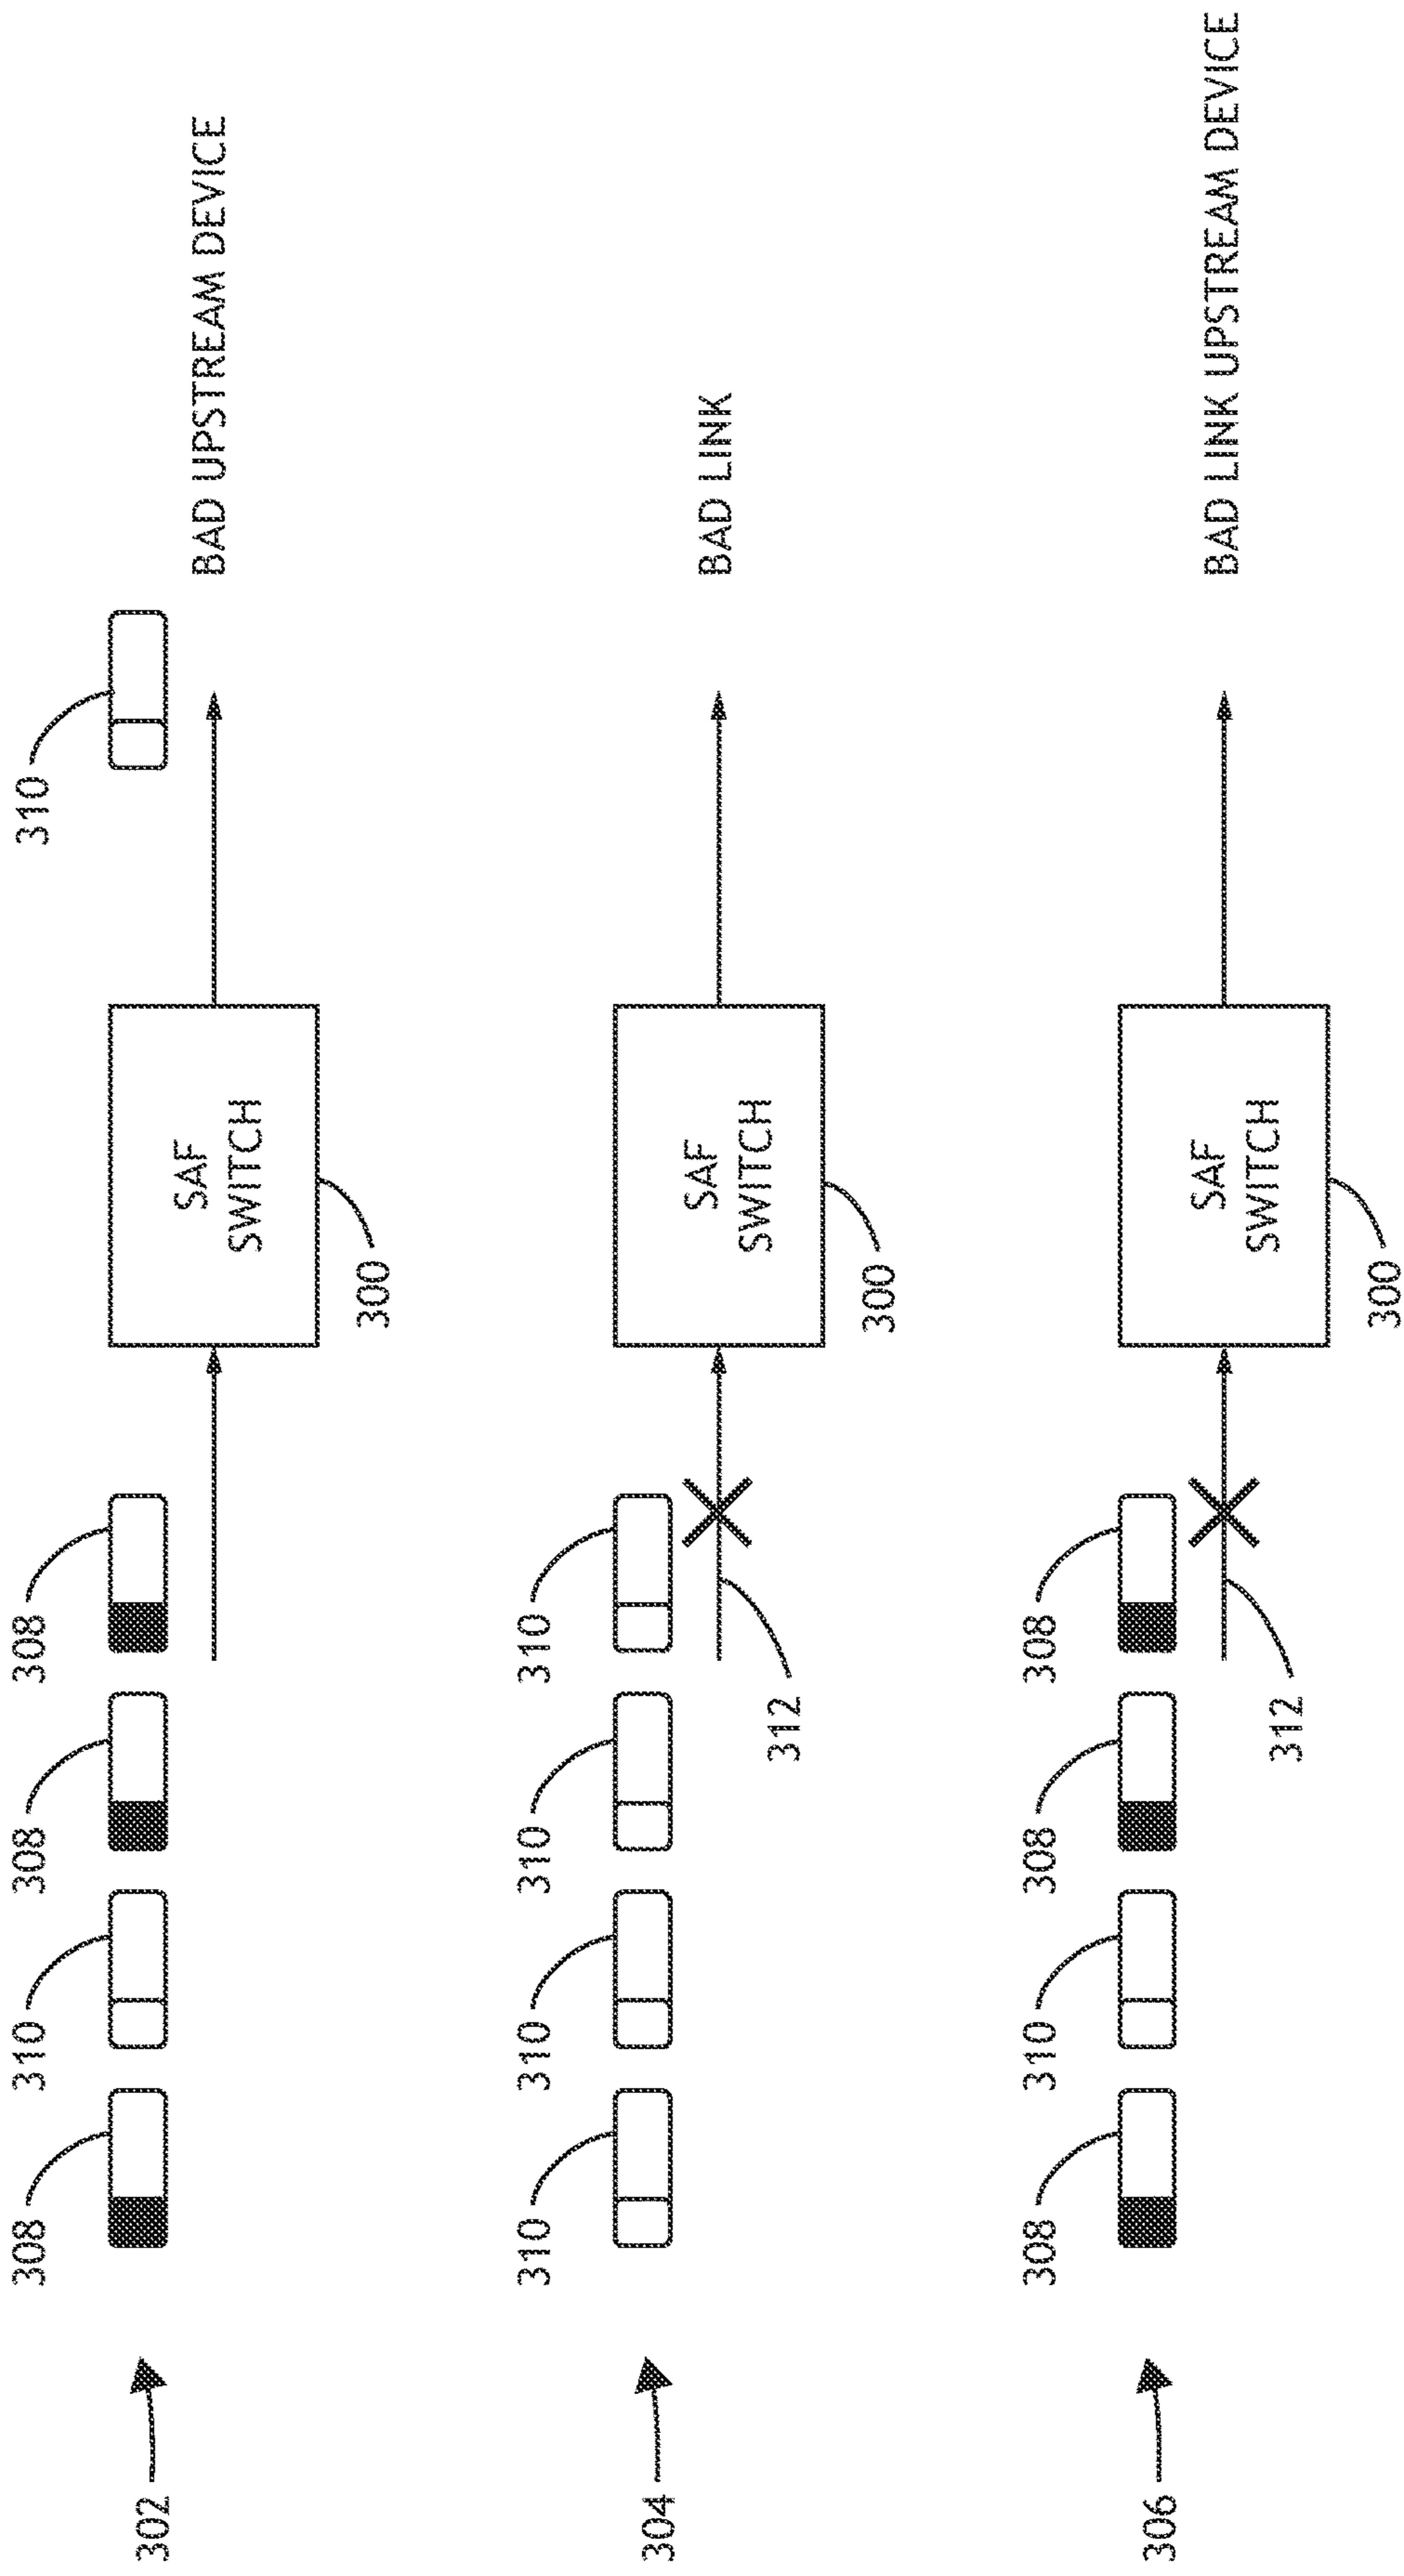 302
308
310
308
308
SAF
SWITCH
300
310
BAD UPSTREAM DEVICE
304
310
310
310
310
312
SAF
SWITCH
300
BAD LINK
306
308
310
308
308
312
SAF
SWITCH
300
BAD LINK UPSTREAM DEVICE